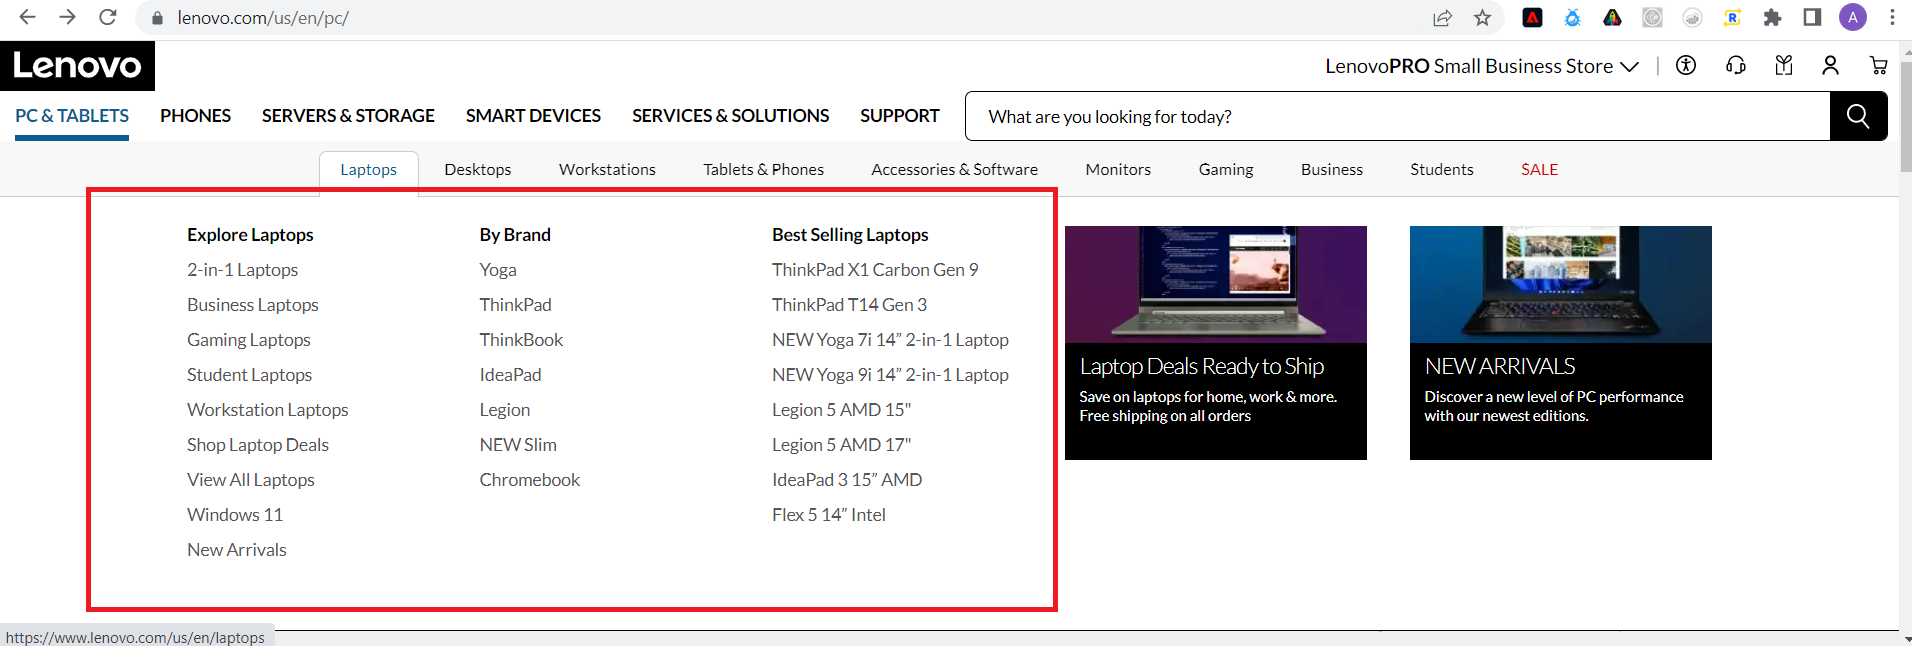 lenovo.com/us/en/pc/
A
Lenovo
LenovoPRO Small Business Store
PC & TABLETS PHONES SERVERS & STORAGE SMART DEVICES SERVICES & SOLUTIONS SUPPORT What are you looking for today?
Laptops Desktops Workstations Tablets & Phones Accessories & Software Monitors Gaming Business Students SALE
Explore Laptops
2-in-1 Laptops
Business Laptops
Gaming Laptops
Student Laptops
Workstation Laptops
Shop Laptop Deals
View All Laptops
Windows 11
New Arrivals
By Brand
Yoga
ThinkPad
ThinkBook
IdeaPad
Legion
NEW Slim
Chromebook
Best Selling Laptops
ThinkPad X1 Carbon Gen 9
ThinkPad T14 Gen 3
NEW Yoga 7i 14” 2-in-1 Laptop
NEW Yoga 9i 14” 2-in-1 Laptop
Legion 5 AMD 15"
Legion 5 AMD 17"
IdeaPad 3 15” AMD
Flex 5 14” Intel
Laptop Deals Ready to Ship
Save on laptops for home, work & more.
Free shipping on all orders
NEW ARRIVALS
Discover a new level of PC performance
with our newest editions.
https://www.lenovo.com/us/en/laptops